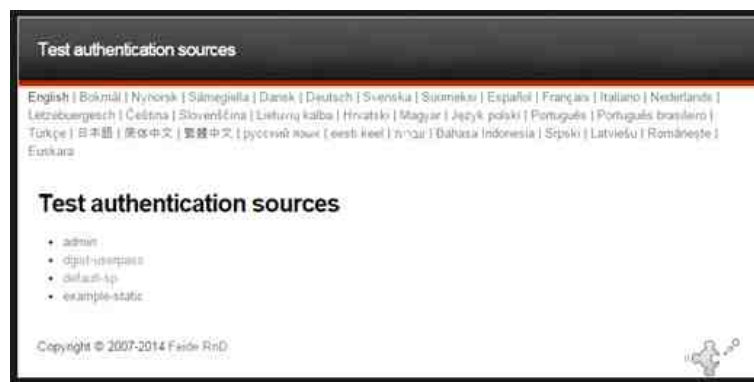 Test authentication sources
English | Bokmål | Nynorsk | Sámegiella | Dansk | Deutsch | Svenska | Suomeksi | Español | Français | Italiano | Nederlands |
Lëtzebuergesch | Čeština | Slovenščina | Lietuvių kalba | Hrvatski | Magyar | Język polski | Português | Português brasileiro |
Türkçe | 日本語 | 简体中文 | 繁體中文 | русский язык | eesti keel | עברית | Bahasa Indonesia | Srpski | Latviešu | Românește |
Euskara
Test authentication sources
admin
default-sp
example-static
Copyright © 2007-2014 Feide RnD